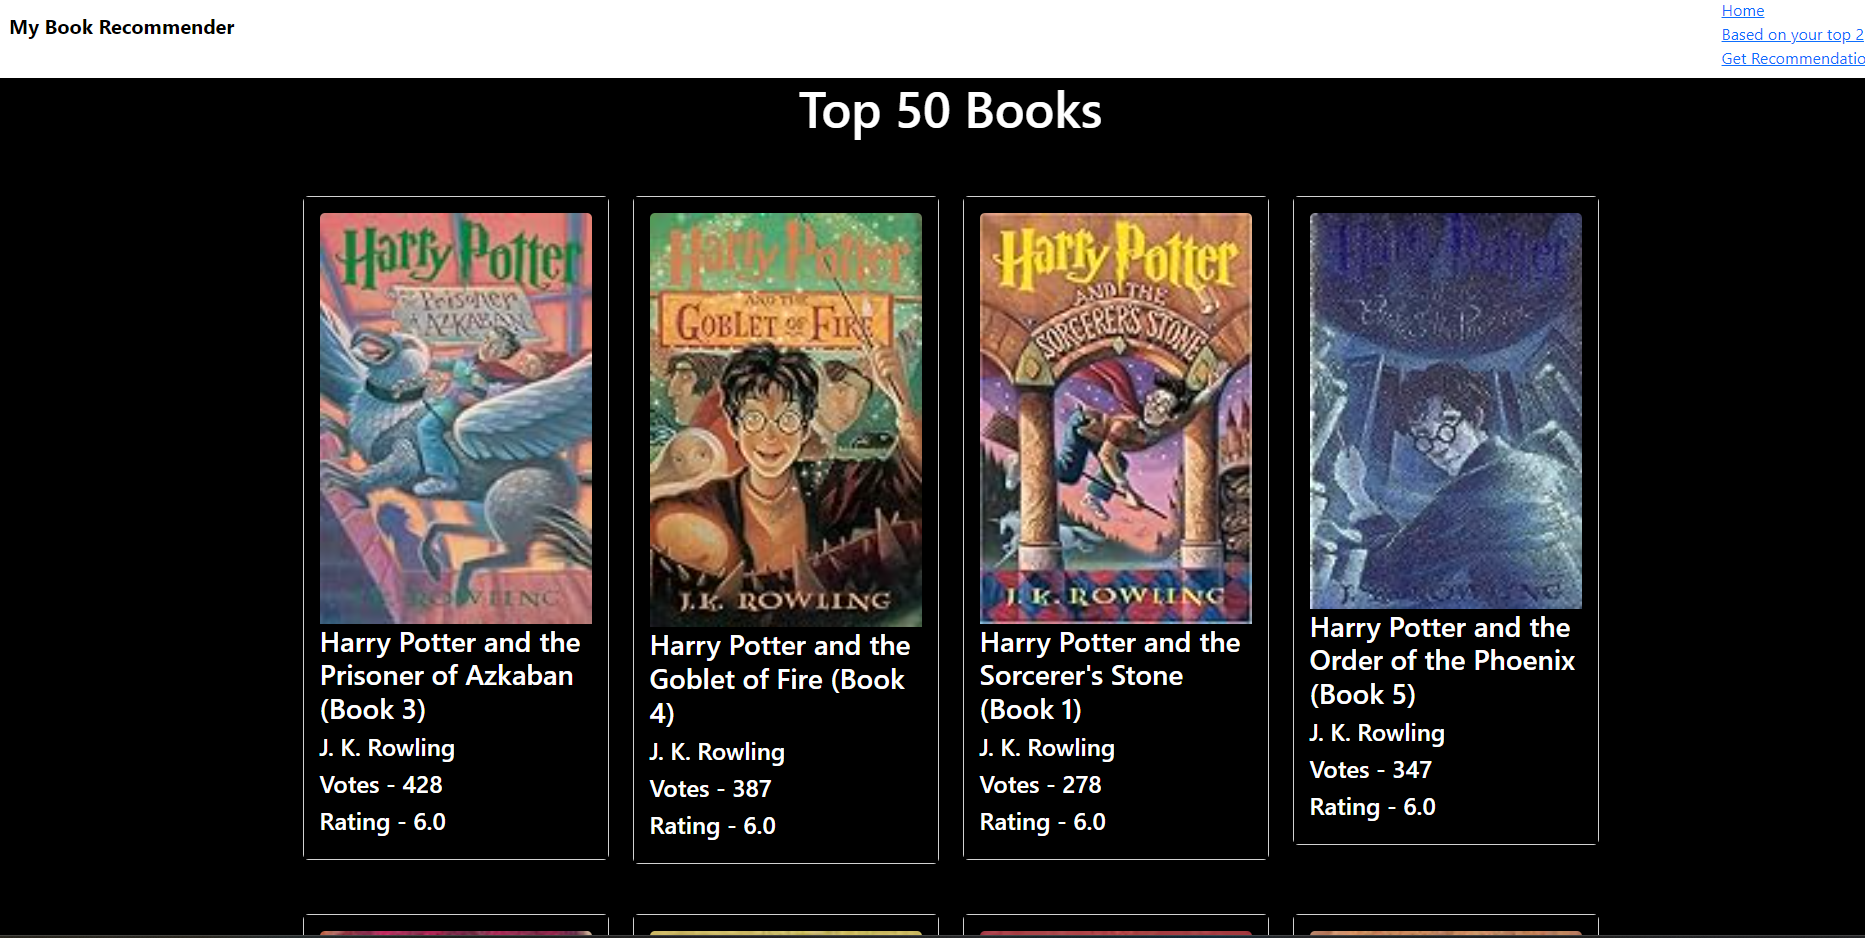 My Book Recommender
Home
Based on your top 2
Get Recommendatio
Top 50 Books
Harry Potter
Prisoner
of AZKABAN
J.K. ROWLING
Harry Potter and the
Prisoner of Azkaban
(Book 3)
J. K. Rowling
Votes - 428
Rating - 6.0
Harry Potter
AND THE
GOBLET OF FIRE
J.K. ROWLING
Harry Potter and the
Goblet of Fire (Book
4)
J. K. Rowling
Votes - 387
Rating - 6.0
Harry Potter
AND THE
SORCERER'S STONE
J. K. ROWLING
Harry Potter and the
Sorcerer's Stone
(Book 1)
J. K. Rowling
Votes - 278
Rating - 6.0
Harry Potter
J. K. ROWLING
Harry Potter and the
Order of the Phoenix
(Book 5)
J. K. Rowling
Votes - 347
Rating - 6.0